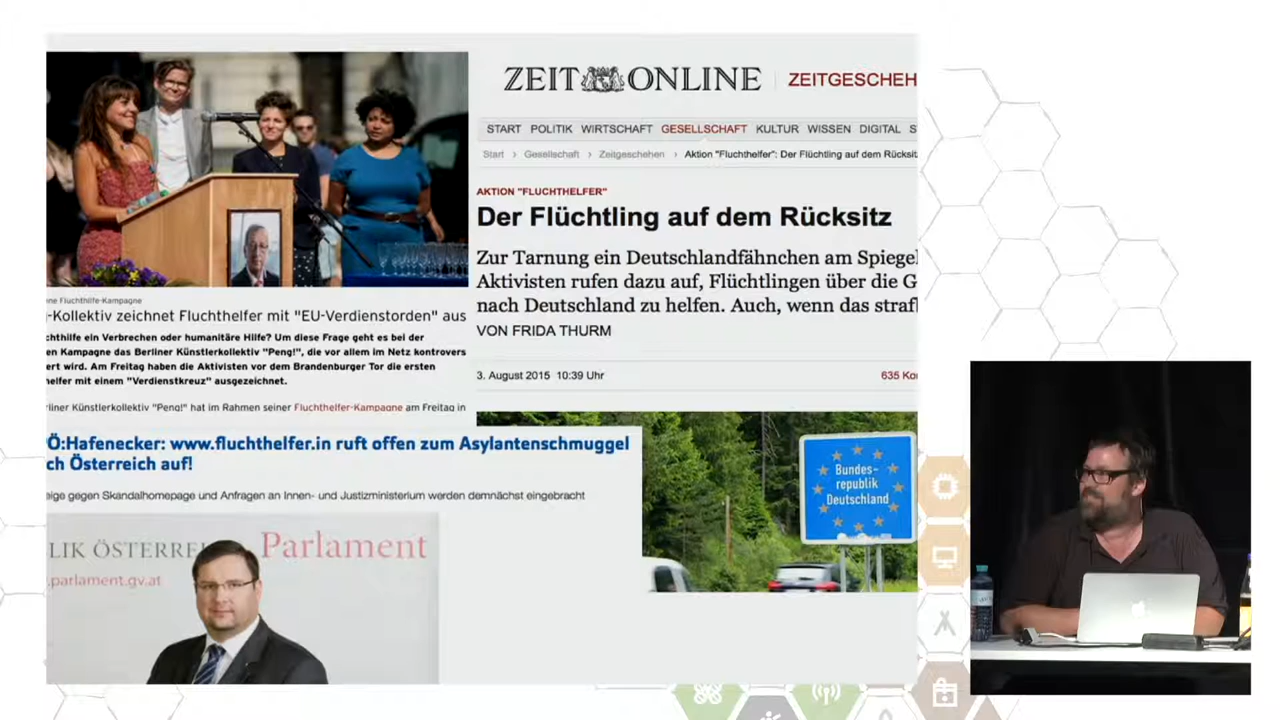 ZEIT ONLINE
ZEITGESCHEH
START POLITIK WIRTSCHAFT GESELLSCHAFT KULTUR WISSEN DIGITAL S
Start › Gesellschaft › Zeitgeschehen › Aktion "Fluchthelfer": Der Flüchtling auf dem Rücksit
AKTION "FLUCHTHELFER"
Der Flüchtling auf dem Rücksitz
Zur Tarnung ein Deutschlandfähnchen am Spiegel
Aktivisten rufen dazu auf, Flüchtlingen über die G
nach Deutschland zu helfen. Auch, wenn das straf
VON FRIDA THURM
3. August 2015 10:39 Uhr
635 Ko
Bundes-
republik
Deutschland
ene Fluchthilfe-Kampagne
-Kollektiv zeichnet Fluchthelfer mit "EU-Verdienstorden" aus
chthilfe ein Verbrechen oder humanitäre Hilfe? Um diese Frage geht es bei der
en Kampagne das Berliner Künstlerkollektiv "Peng!", die vor allem im Netz kontrovers
ert wird. Am Freitag haben die Aktivisten vor dem Brandenburger Tor die ersten
helfer mit einem "Verdienstkreuz" ausgezeichnet.
rliner Künstlerkollektiv "Peng!" hat im Rahmen seiner Fluchthelfer-Kampagne am Freitag in
Ö:Hafenecker: www.fluchthelfer.in ruft offen zum Asylantenschmuggel
ch Österreich auf!
eige gegen Skandalhomepage und Anfragen an Innen- und Justizministerium werden demnächst eingebracht
LIK ÖSTERRE Parlament
.parlament.gv.at